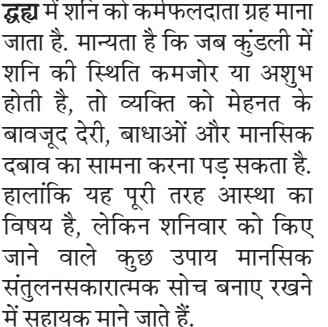 द्धह्य में शनि को कर्मफलदाता ग्रह माना
जाता है. मान्यता है कि जब कुंडली में
शनि की स्थिति कमजोर या अशुभ
होती है, तो व्यक्ति को मेहनत के
बावजूद देरी, बाधाओं और मानसिक
दबाव का सामना करना पड़ सकता है.
हालांकि यह पूरी तरह आस्था का
विषय है, लेकिन शनिवार को किए
जाने वाले कुछ उपाय मानसिक
संतुलनसकारात्मक सोच बनाए रखने
में सहायक माने जाते हैं.